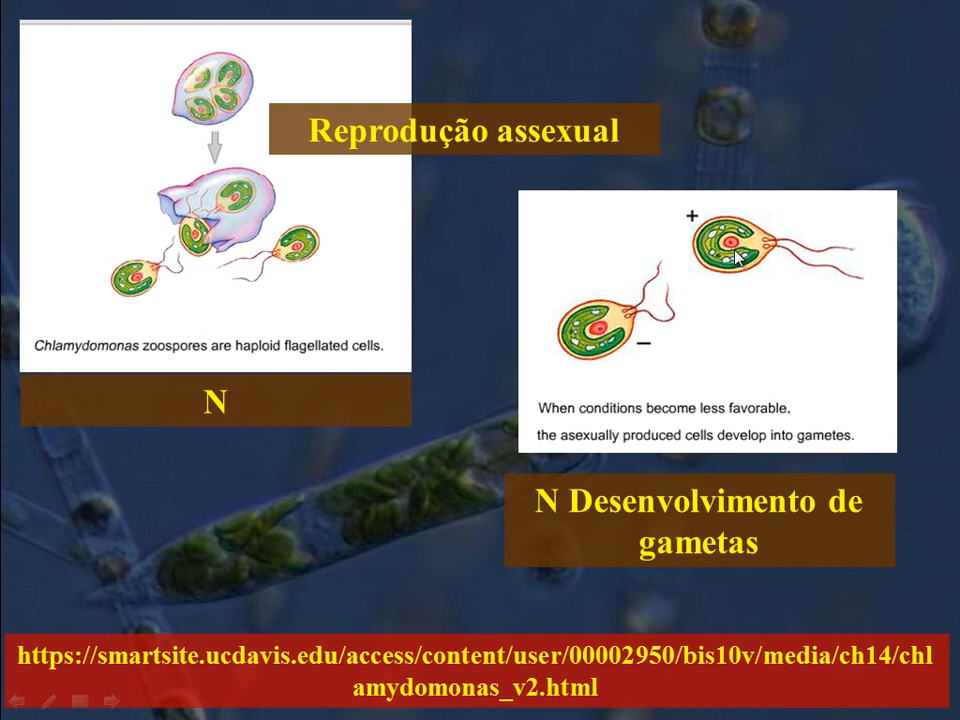 Reprodução assexual
Chlamydomonas zoospores are haploid flagellated cells.
N
+
−
When conditions become less favorable,
the asexually produced cells develop into gametes.
N Desenvolvimento de
gametas
https://smartsite.ucdavis.edu/access/content/user/00002950/bis10v/media/ch14/chl
amydomonas_v2.html